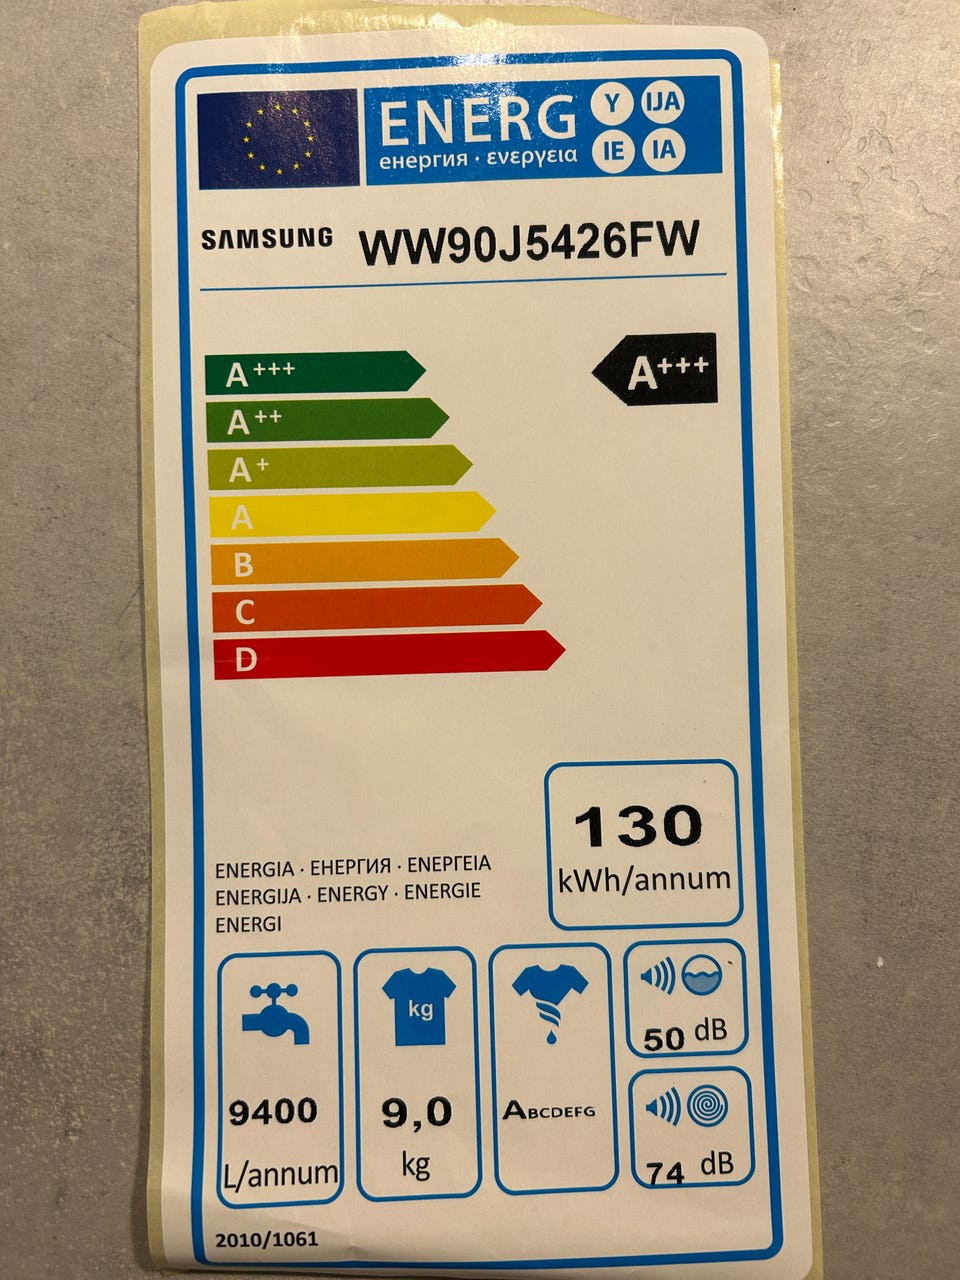 ENERG Y IJA
енергия · ενεργεια IE IA
SAMSUNG WW90J5426FW
A+++ A+++
A++
A+
A
B
C
D
130
kWh/annum
ENERGIA · ЕНЕРГИЯ · ΕΝΕΡΓΕΙΑ
ENERGIJA · ENERGY · ENERGIE
ENERGI
kg
50 dB
9400 9,0 ABCDEFG
L/annum kg
74 dB
2010/1061